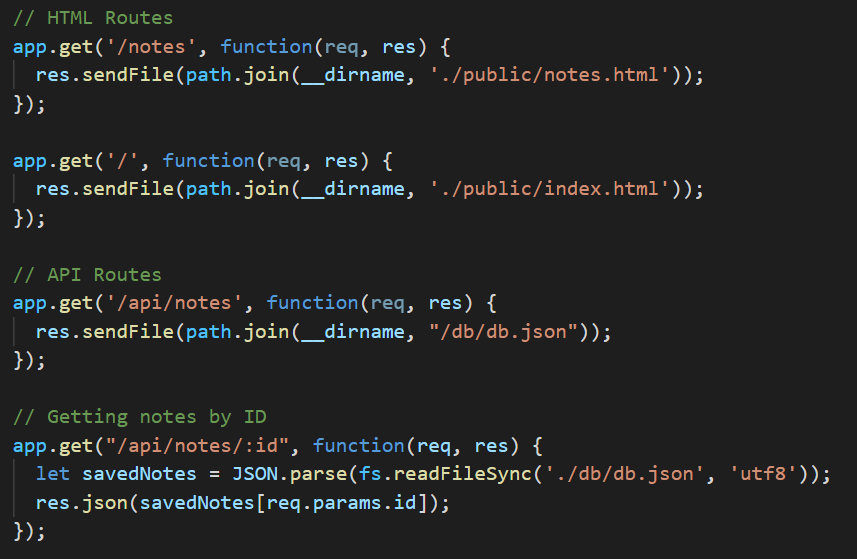 // HTML Routes
app.get('/notes', function(req, res) {
  res.sendFile(path.join(__dirname, './public/notes.html'));
});

app.get('/', function(req, res) {
  res.sendFile(path.join(__dirname, './public/index.html'));
});

// API Routes
app.get('/api/notes', function(req, res) {
  res.sendFile(path.join(__dirname, "/db/db.json"));
});

// Getting notes by ID
app.get("/api/notes/:id", function(req, res) {
  let savedNotes = JSON.parse(fs.readFileSync('./db/db.json', 'utf8'));
  res.json(savedNotes[req.params.id]);
});